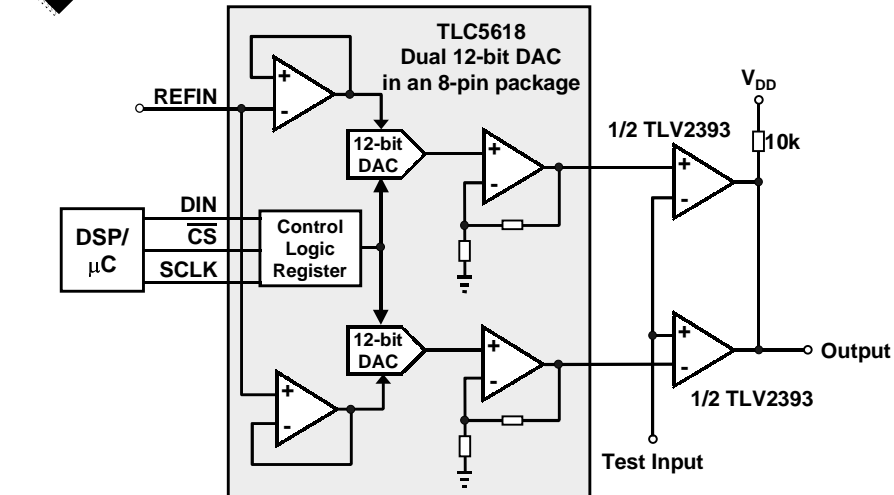 TLC5618
Dual 12-bit DAC
in an 8-pin package
VDD
REFIN
+
-
1/2 TLV2393
10k
12-bit
DAC
+
-
+
-
DIN
CS
SCLK
DSP/
μC
Control
Logic
Register
12-bit
DAC
+
-
+
-
Output
+
-
1/2 TLV2393
Test Input